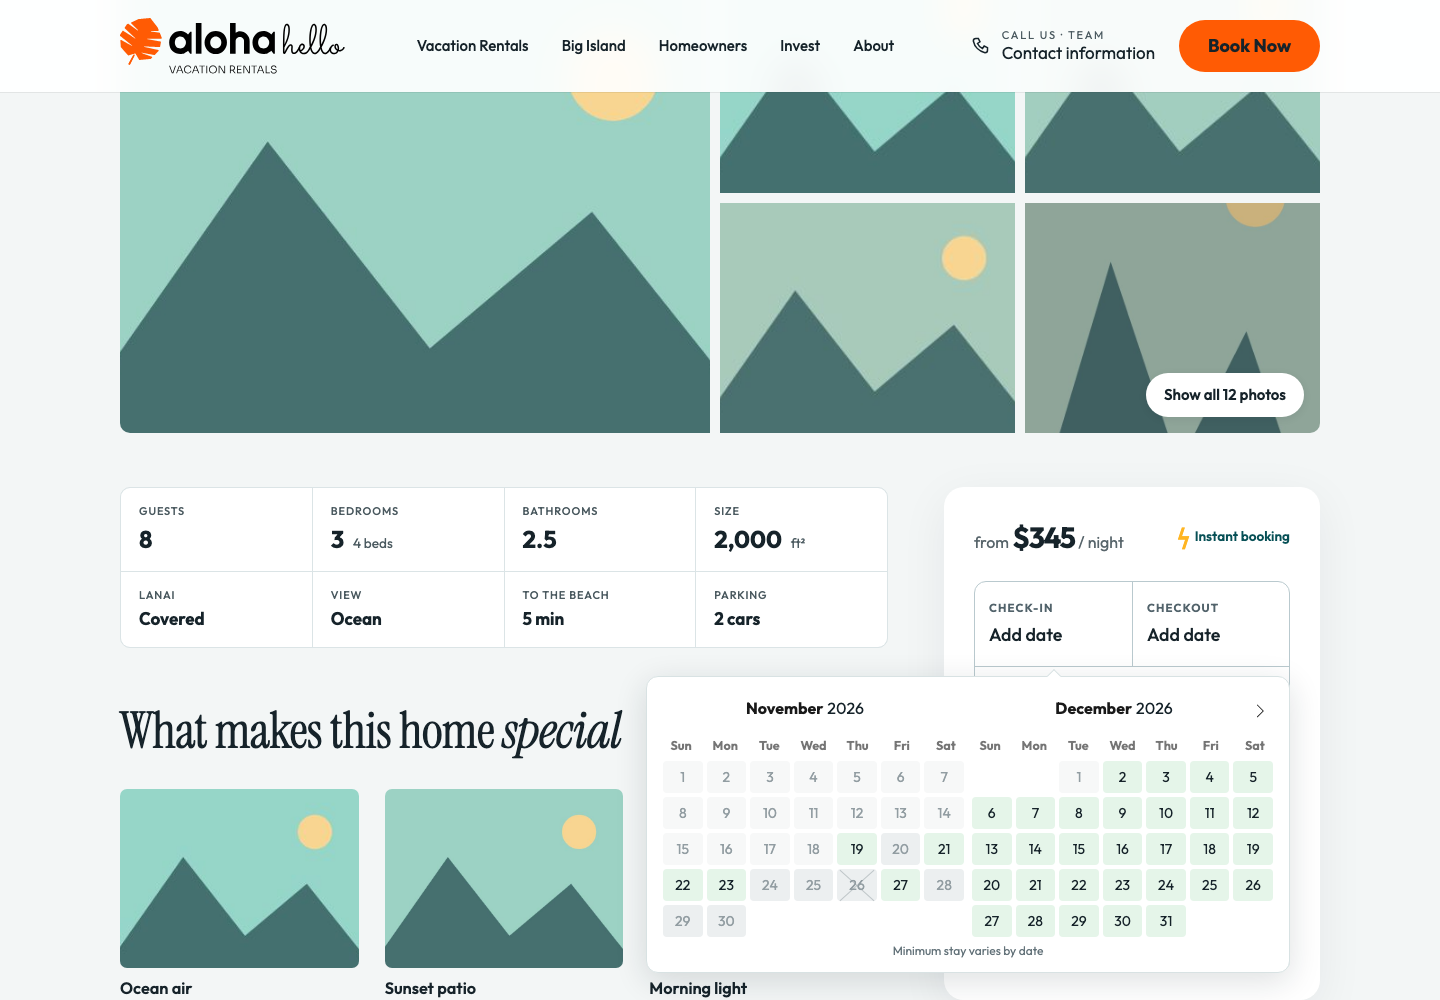 aloha hello
VACATION RENTALS
Vacation Rentals Big Island Homeowners Invest About
CALL US · TEAM
Contact information
Book Now
Show all 12 photos
GUESTS BEDROOMS BATHROOMS SIZE
8 3 4 beds 2.5 2,000 ft²
LANAI VIEW TO THE BEACH PARKING
Covered Ocean 5 min 2 cars
from $345 / night Instant booking
CHECK-IN CHECKOUT
Add date Add date
What makes this home special
Ocean air Sunset patio Morning light
November 2026 December 2026
Sun Mon Tue Wed Thu Fri Sat Sun Mon Tue Wed Thu Fri Sat
1 2 3 4 5 6 7 1 2 3 4 5
8 9 10 11 12 13 14 6 7 8 9 10 11 12
15 16 17 18 19 20 21 13 14 15 16 17 18 19
22 23 24 25 26 27 28 20 21 22 23 24 25 26
29 30 27 28 29 30 31
Minimum stay varies by date